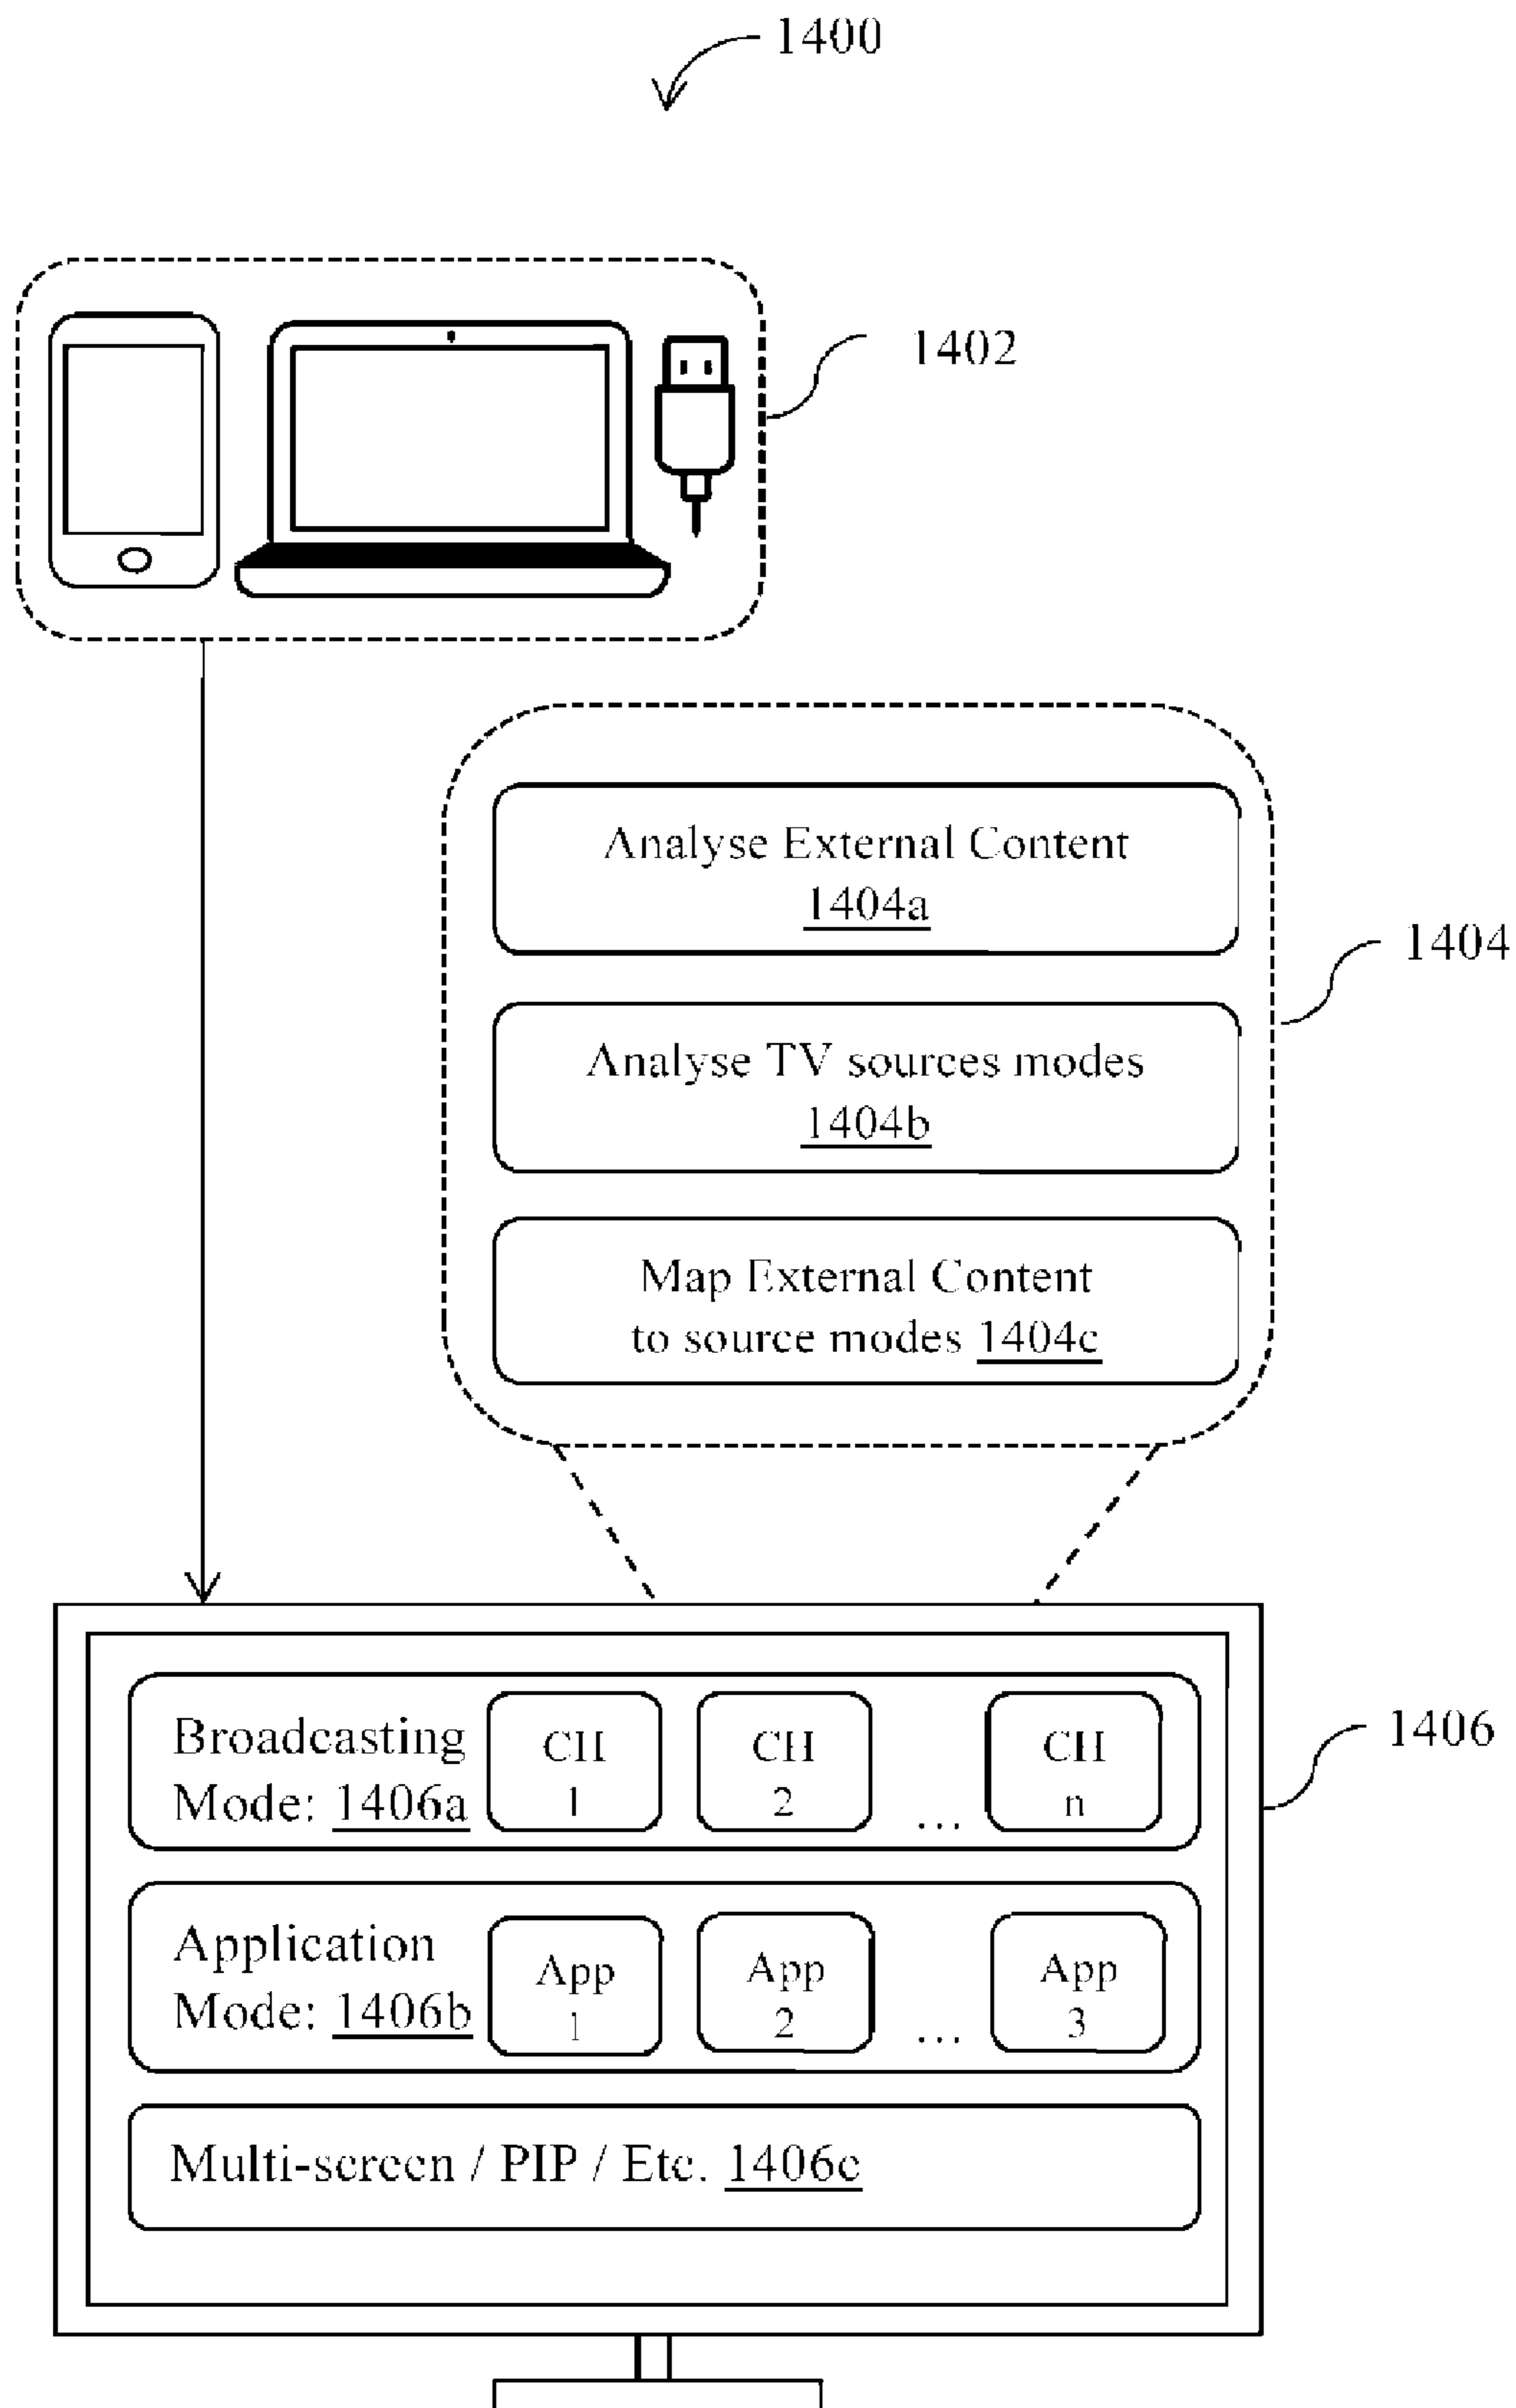 1400
1402
Analyse External Content
1404a
1404
Analyse TV sources modes
1404b
Map External Content
to source modes 1404c
Broadcasting
Mode: 1406a
CH
1
CH
2
...
CH
n
1406
Application
Mode: 1406b
App
1
App
2
...
App
3
Multi-screen / PIP / Etc. 1406c